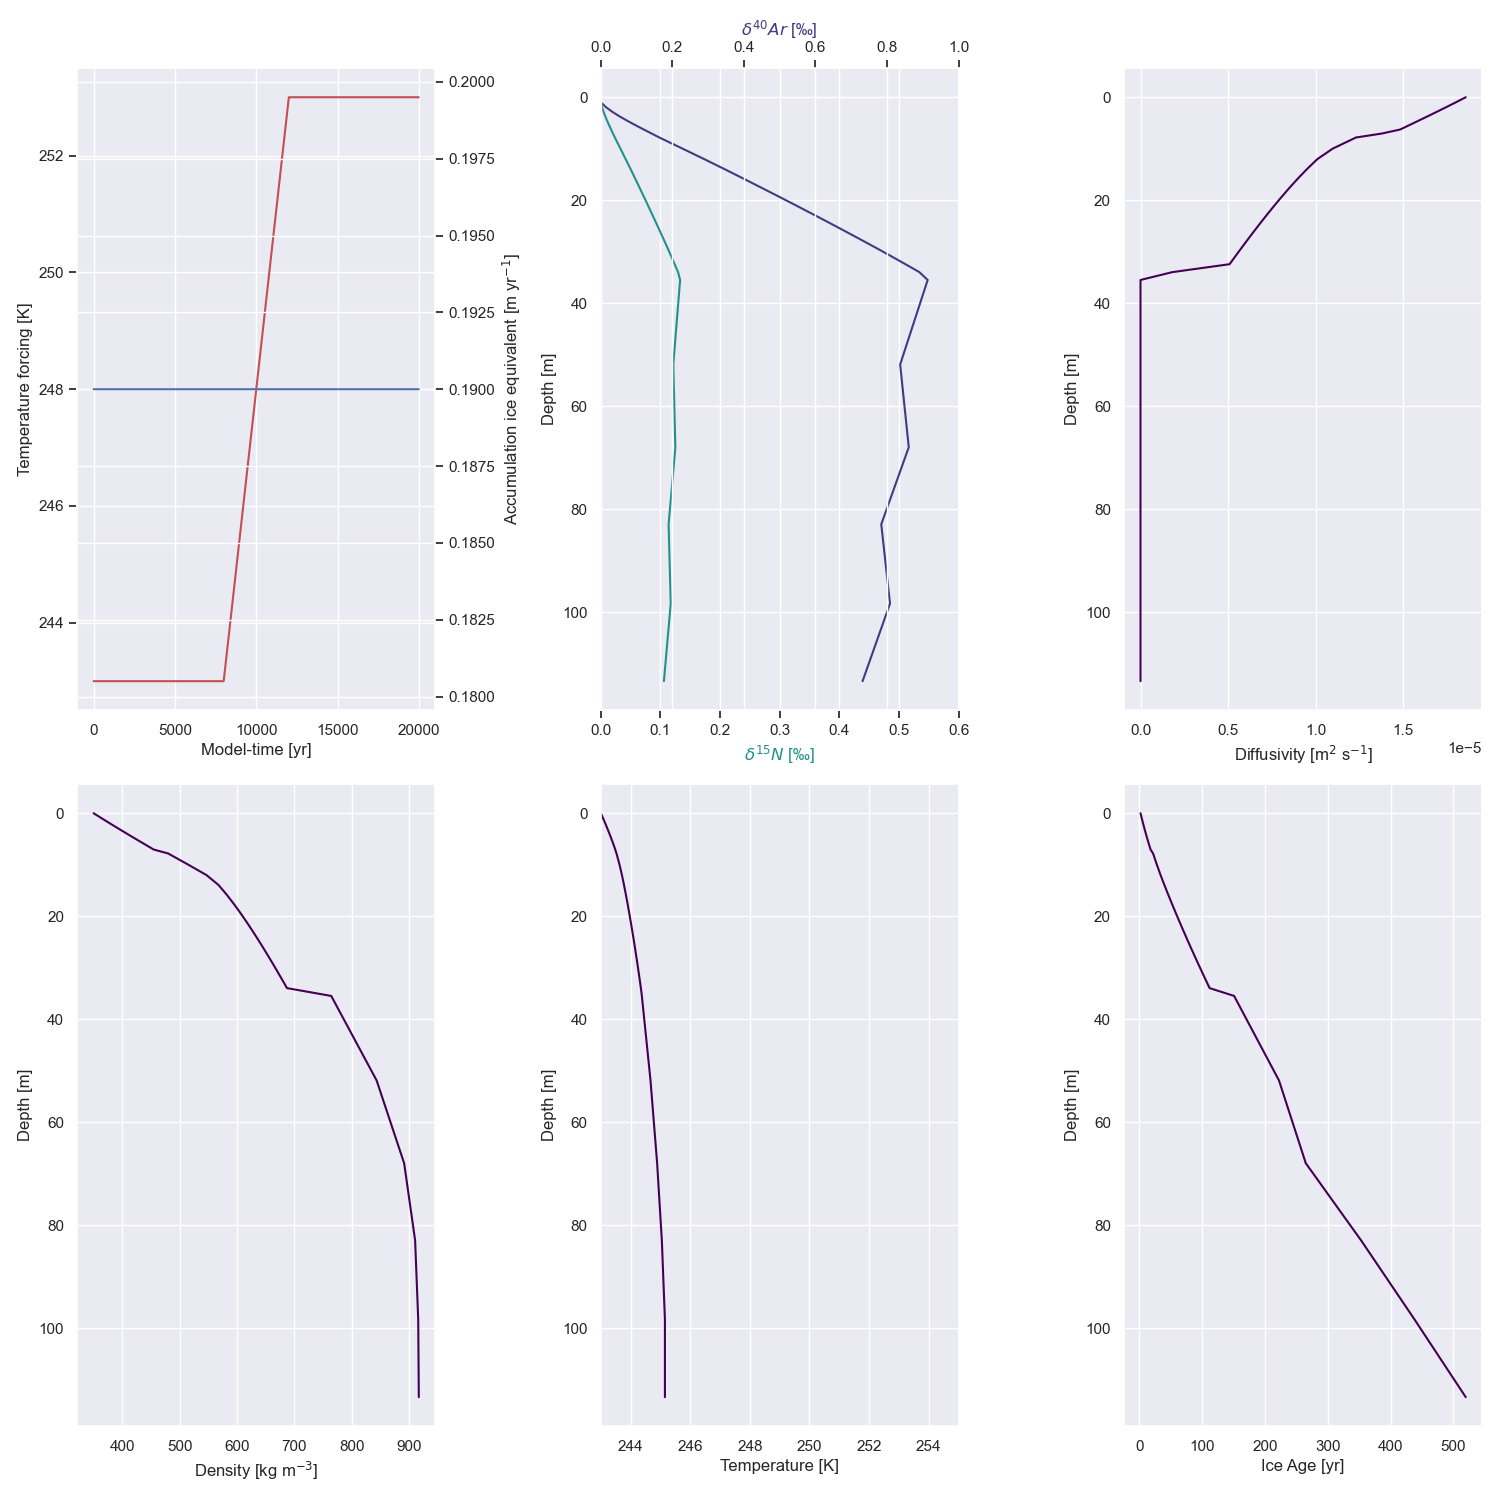 δ⁴⁰Ar [‰]
0.0 0.2 0.4 0.6 0.8 1.0
Temperature forcing [K]
252
250
248
246
244
0 5000 10000 15000 20000
Model-time [yr]
0.2000
0.1975
0.1950
0.1925
0.1900
0.1875
0.1850
0.1825
0.1800
Accumulation ice equivalent [m yr⁻¹]
Depth [m]
0
20
40
60
80
100
0.0 0.1 0.2 0.3 0.4 0.5 0.6
δ¹⁵N [‰]
Depth [m]
0
20
40
60
80
100
0.0 0.5 1.0 1.5
1e−5
Diffusivity [m² s⁻¹]
Depth [m]
0
20
40
60
80
100
400 500 600 700 800 900
Density [kg m⁻³]
Depth [m]
0
20
40
60
80
100
244 246 248 250 252 254
Temperature [K]
Depth [m]
0
20
40
60
80
100
0 100 200 300 400 500
Ice Age [yr]